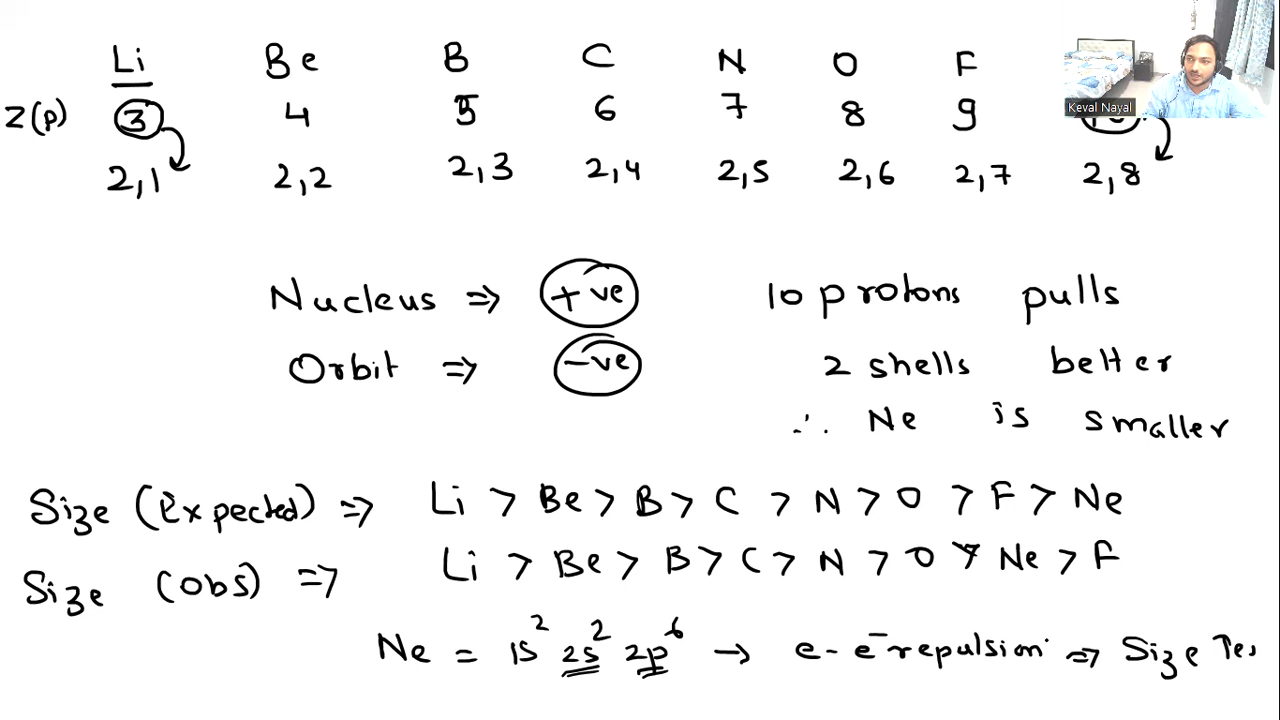 Li Be B C N O F
Z(p) 3 4 5 6 7 8 9
2,1 2,2 2,3 2,4 2,5 2,6 2,7 2,8
Keval Nayal
Nucleus ⇒ +ve
Orbit ⇒ -ve
10 protons pulls
2 shells better
∴ Ne is smaller
Size (Expected) ⇒ Li > Be > B > C > N > O > F > Ne
Size (obs) ⇒ Li > Be > B > C > N > O > Ne > F
Ne = 1s² 2s² 2p⁶ → e- e⁻ repulsion ⇒ Size